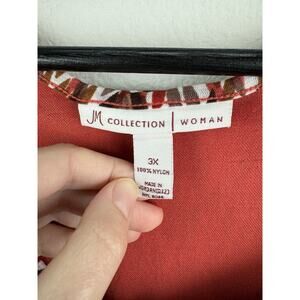 JM COLLECTION | WOMAN
3X
100% NYLON
MADE IN